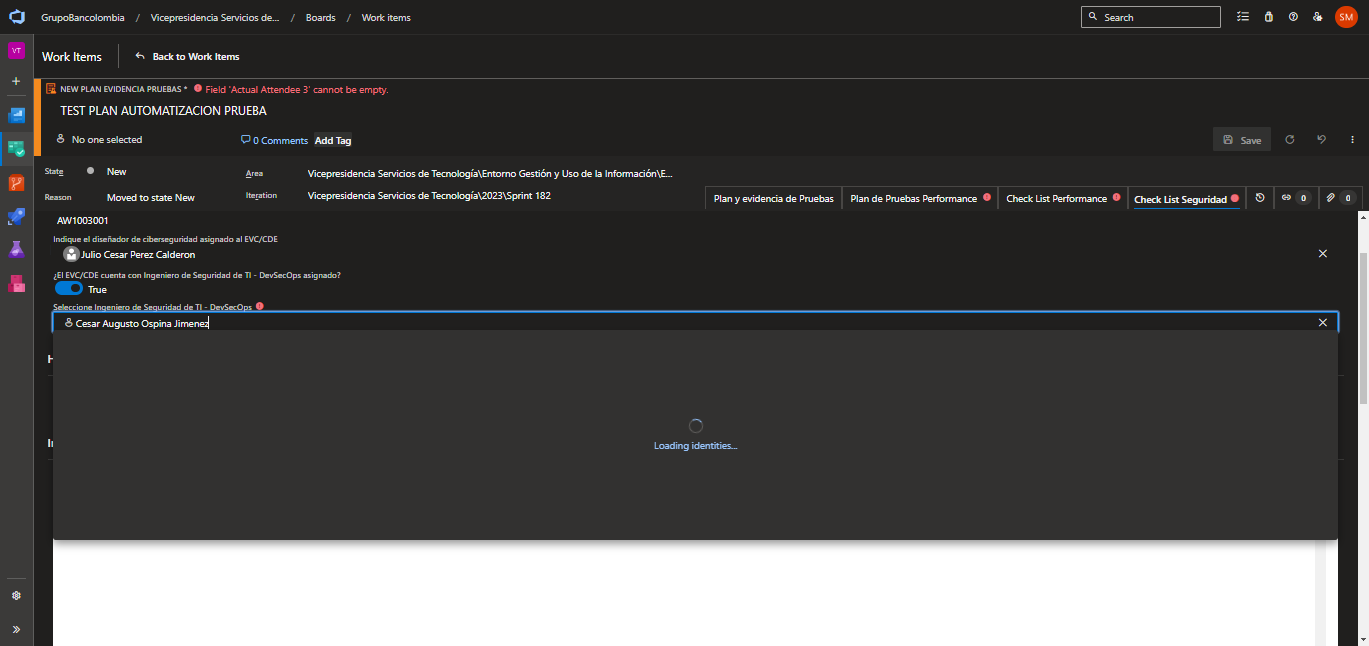 GrupoBancolombia / Vicepresidencia Servicios de... / Boards / Work items
Search
SM
VT
Work Items
Back to Work Items
NEW PLAN EVIDENCIA PRUEBAS * Field 'Actual Attendee 3' cannot be empty.
TEST PLAN AUTOMATIZACION PRUEBA
No one selected
0 Comments
Add Tag
Save
State
New
Area
Vicepresidencia Servicios de Tecnología\Entorno Gestión y Uso de la Información\E...
Reason
Moved to state New
Iteration
Vicepresidencia Servicios de Tecnología\2023\Sprint 182
Plan y evidencia de Pruebas
Plan de Pruebas Performance
Check List Performance
Check List Seguridad
0
0
AW1003001
Indique el diseñador de ciberseguridad asignado al EVC/CDE
Julio Cesar Perez Calderon
¿El EVC/CDE cuenta con Ingeniero de Seguridad de TI - DevSecOps asignado?
True
Seleccione Ingeniero de Seguridad de TI - DevSecOps
Cesar Augusto Ospina Jimenez
Loading identities...